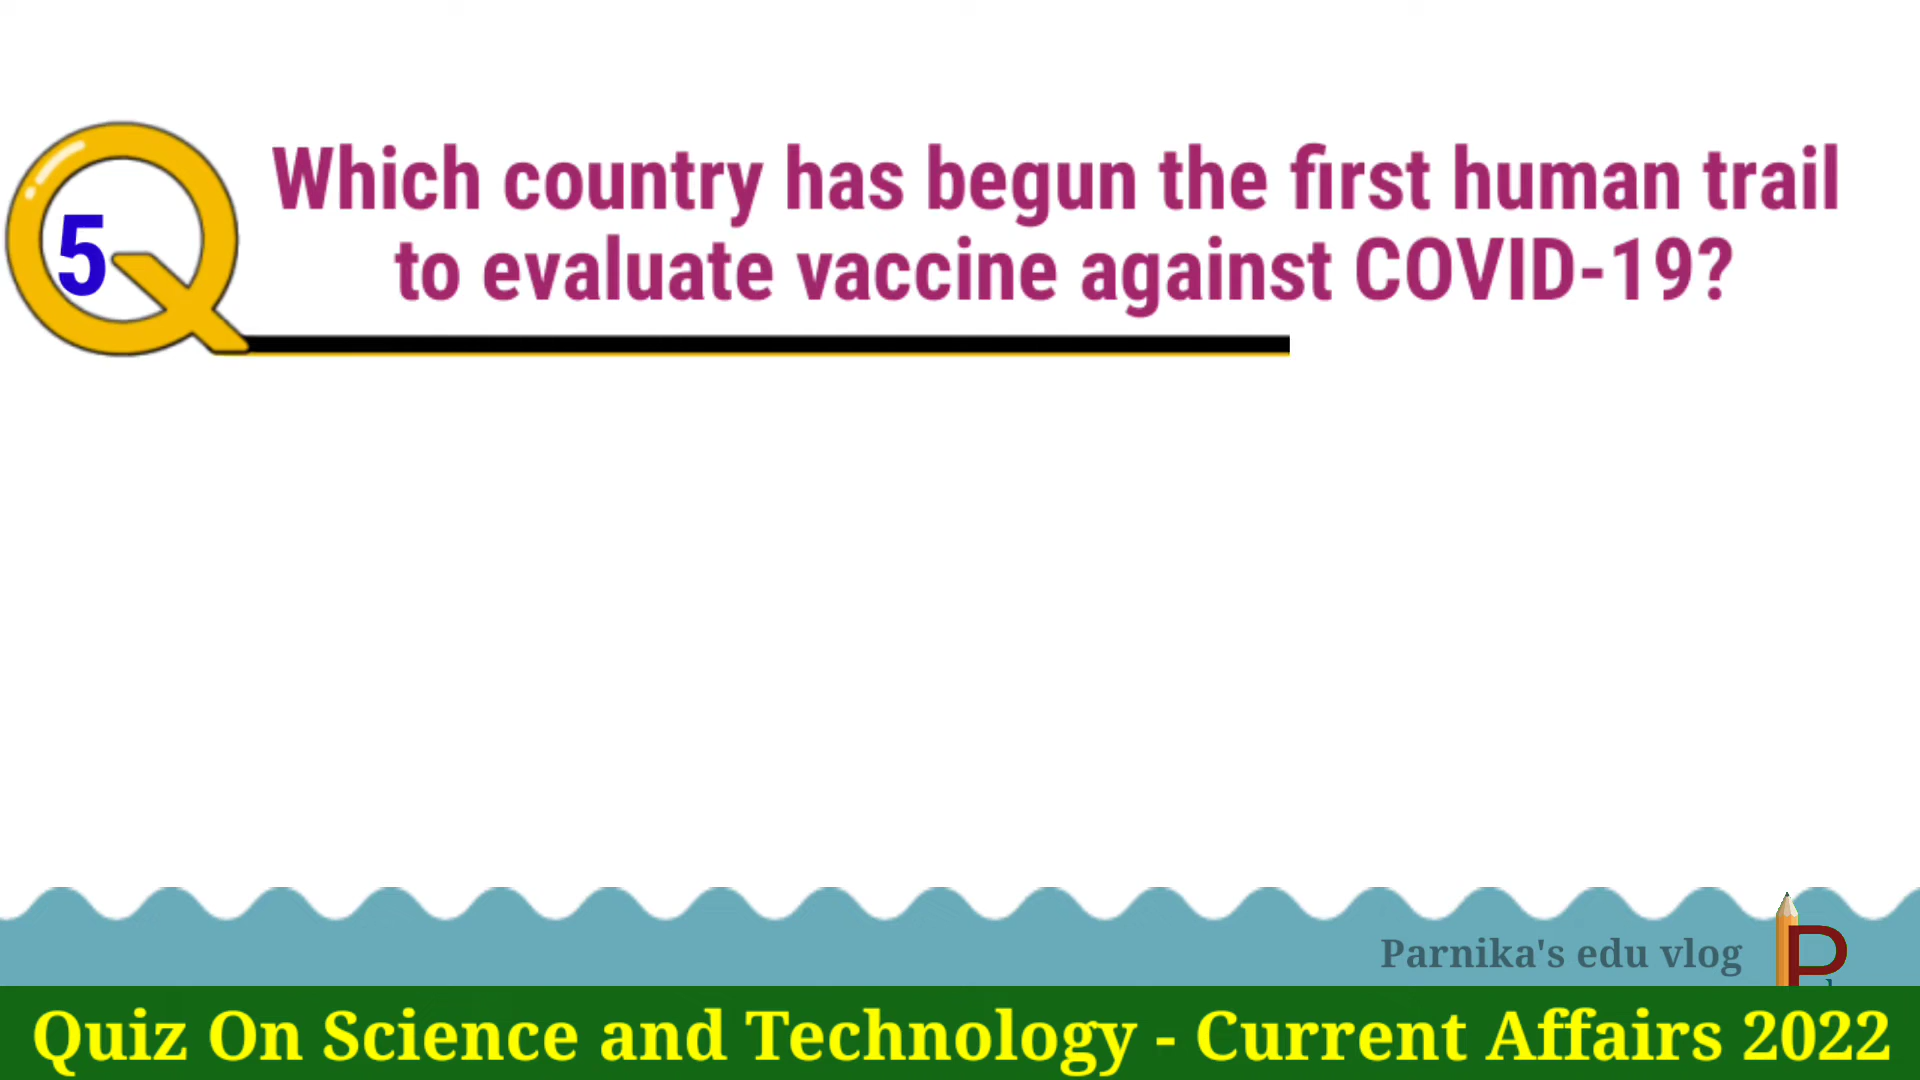 5
Which country has begun the first human trail
to evaluate vaccine against COVID-19?
Parnika's edu vlog
P
Quiz On Science and Technology - Current Affairs 2022